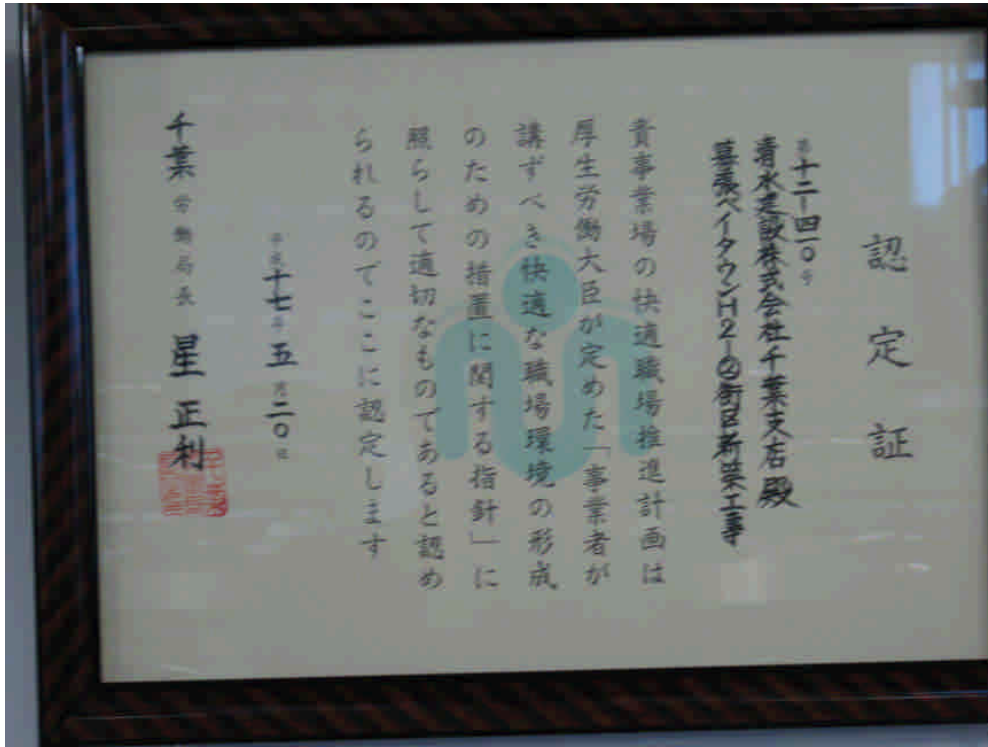 認定証
第十二-四一〇号
清水建設株式会社千葉支店殿
幕張ベイタウンH2-②街区新築工事
貴事業場の快適職場推進計画は
厚生労働大臣が定めた「事業者が
講ずべき快適な職場環境の形成
のための措置に関する指針」に
照らして適切なものであると認め
られるのでここに認定します
平成十七年五月二〇日
千葉労働局長 星正利